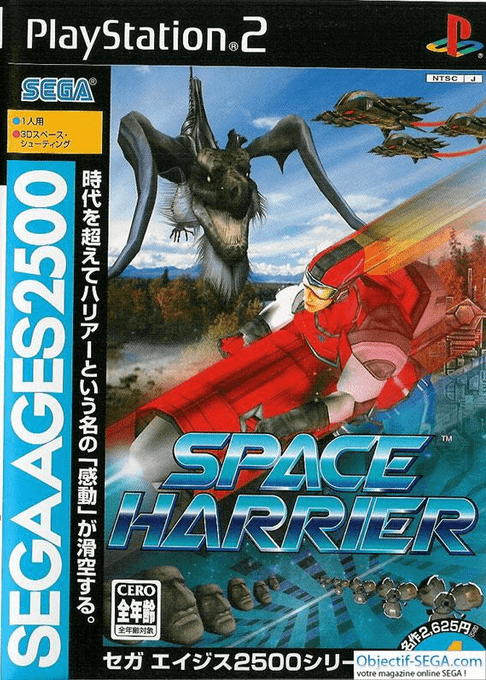 PlayStation®2
NTSC J
SEGA®
●1人用
●3Dスペース・
シューティング
SEGA AGES 2500
時代を超えてハリアーという名の「感動」が滑空する。
SPACE
HARRIER™
CERO
全年齢
全年齢対象
名作2,625円
セガ エイジス2500シリー
Objectif-SEGA.com
votre magazine online SEGA !